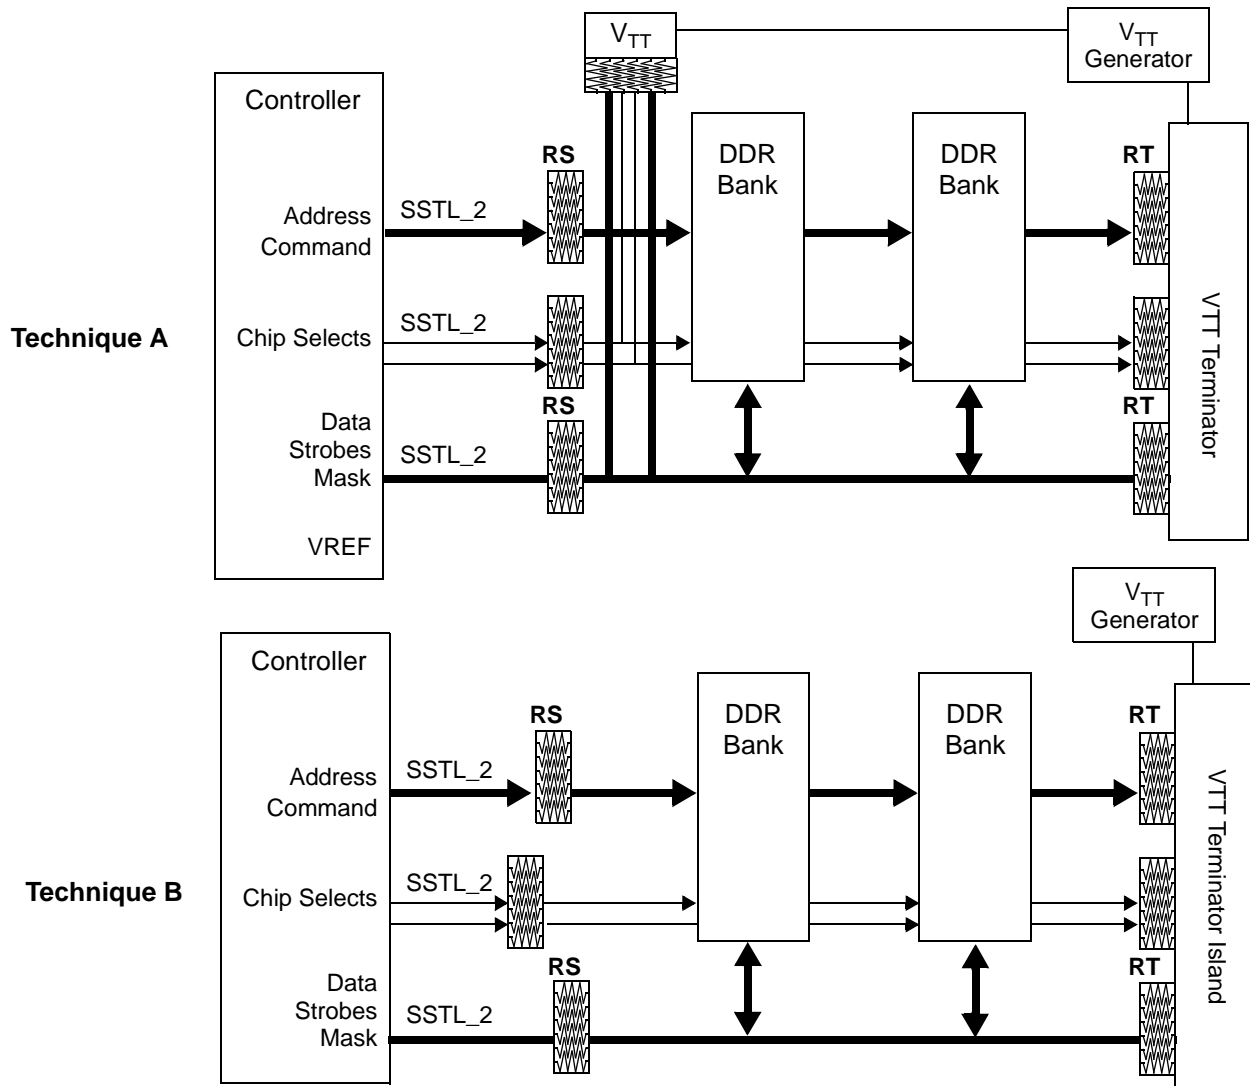 VTT
VTT
Generator
Controller
DDR
Bank
DDR
Bank
RS
RT
Address
Command
SSTL_2
Technique A
Chip Selects
SSTL_2
RS
RT
Data
Strobes
Mask
SSTL_2
VREF
VTT Terminator
VTT
Generator
Controller
DDR
Bank
DDR
Bank
RS
RT
Address
Command
SSTL_2
Technique B
Chip Selects
SSTL_2
RS
RT
Data
Strobes
Mask
SSTL_2
VTT Terminator Island